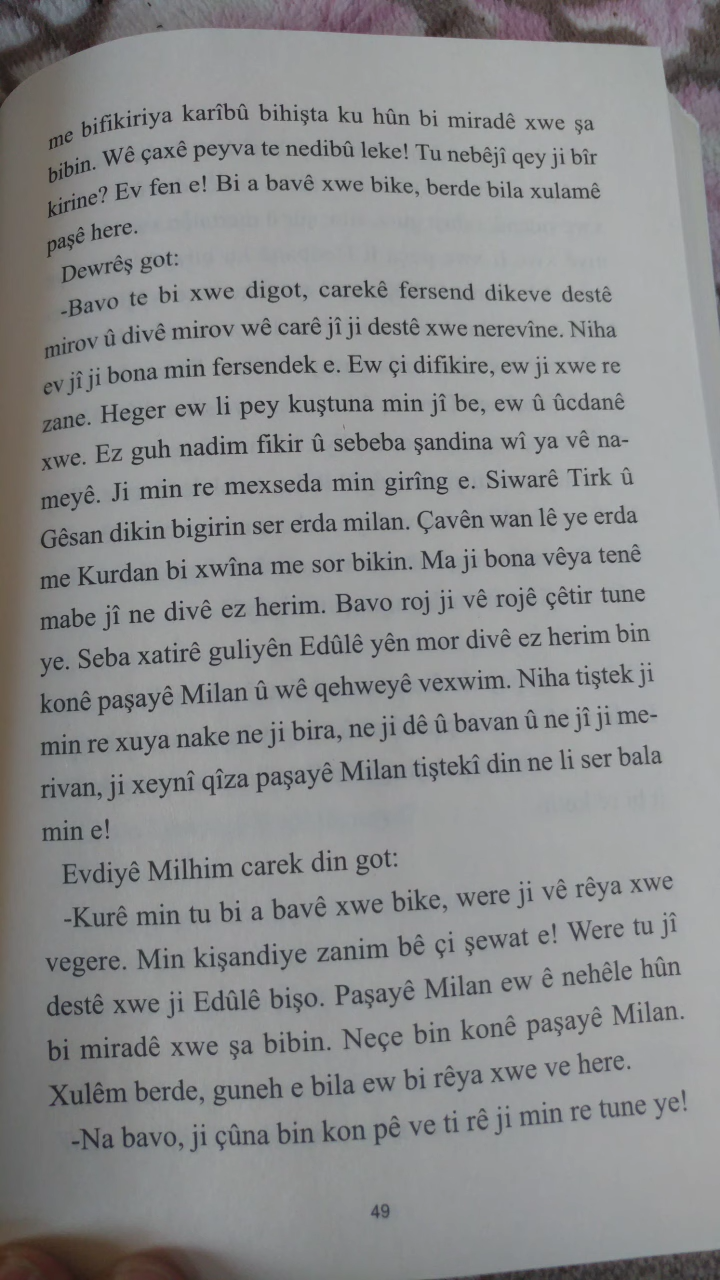 me bifikiriya karîbû bihişta ku hûn bi miradê xwe şa
bibin. Wê çaxê peyva te nedibû leke! Tu nebêjî qey ji bîr
kirine? Ev fen e! Bi a bavê xwe bike, berde bila xulamê
paşê here.
Dewrêş got:
-Bavo te bi xwe digot, carekê fersend dikeve destê
mirov û divê mirov wê carê jî ji destê xwe nerevîne. Niha
ev jî ji bona min fersendek e. Ew çi difikire, ew ji xwe re
zane. Heger ew li pey kuştuna min jî be, ew û ûcdanê
xwe. Ez guh nadim fikir û sebeba şandina wî ya vê na-
meyê. Ji min re mexseda min girîng e. Siwarê Tirk û
Gêsan dikin bigirin ser erda milan. Çavên wan lê ye erda
me Kurdan bi xwîna me sor bikin. Ma ji bona vêya tenê
mabe jî ne divê ez herim. Bavo roj ji vê rojê çêtir tune
ye. Seba xatirê guliyên Edûlê yên mor divê ez herim bin
konê paşayê Milan û wê qehweyê vexwim. Niha tiştek ji
min re xuya nake ne ji bira, ne ji dê û bavan û ne jî ji me-
rivan, ji xeynî qîza paşayê Milan tiştekî din ne li ser bala
min e!
Evdiyê Milhim carek din got:
-Kurê min tu bi a bavê xwe bike, were ji vê rêya xwe
vegere. Min kişandiye zanim bê çi şewat e! Were tu jî
destê xwe ji Edûlê bişo. Paşayê Milan ew ê nehêle hûn
bi miradê xwe şa bibin. Neçe bin konê paşayê Milan.
Xulêm berde, guneh e bila ew bi rêya xwe ve here.
-Na bavo, ji çûna bin kon pê ve ti rê ji min re tune ye!
49